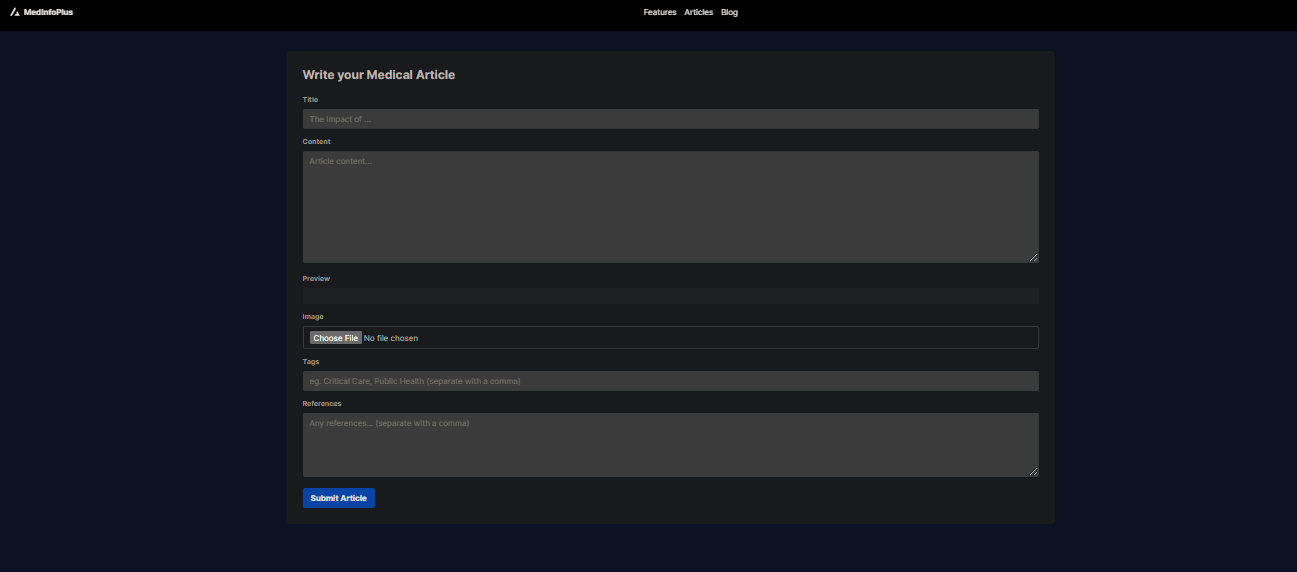 MedInfoPlus
Features Articles Blog
Write your Medical Article
Title
The Impact of ...
Content
Article content...
Preview
Image
Choose File No file chosen
Tags
eg. Critical Care, Public Health (separate with a comma)
References
Any references... (separate with a comma)
Submit Article